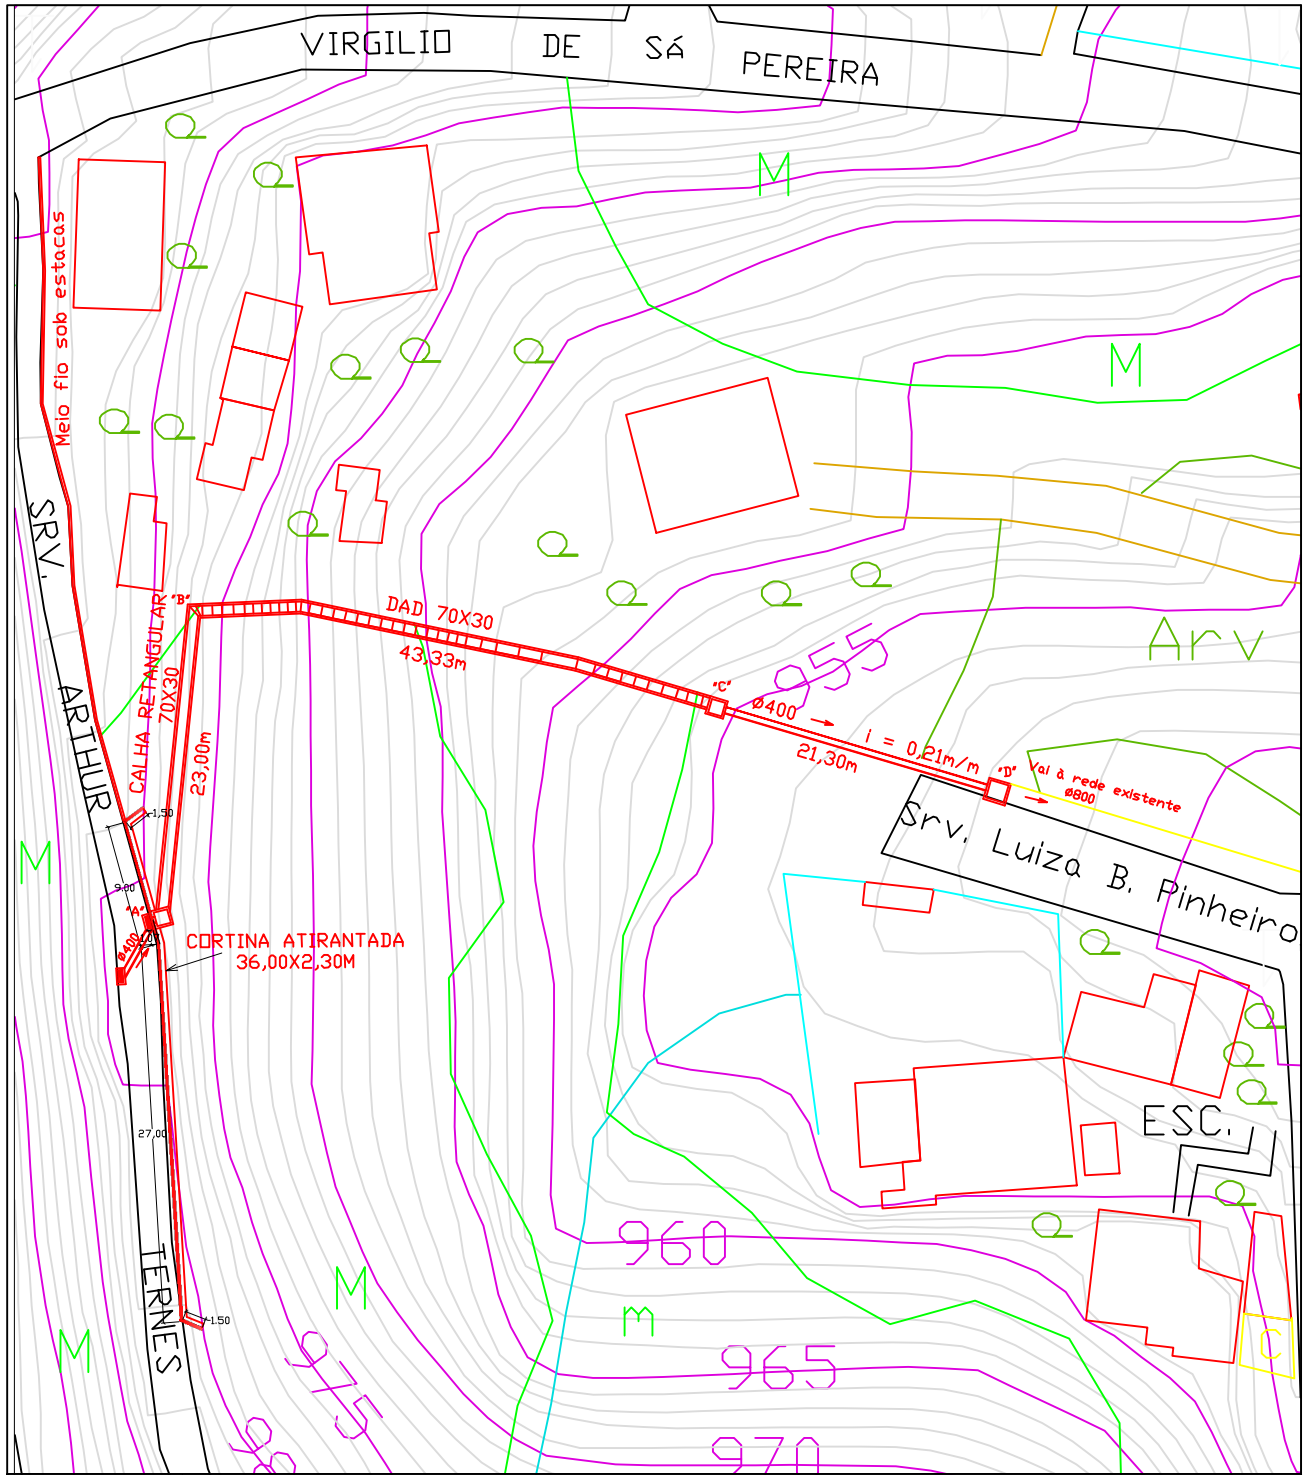 VIRGILIO DE SÁ PEREIRA
M
Meio fio sob estacas
M
SRV. ARTHUR TERNES
"B"
DAD 70X30
43,33m
CALHA RETANGULAR
70X30
23,00m
955
"C"
ø400
21,30m
i = 0,21m/m
"D"
Vai à rede existente
ø800
Arv
Srv. Luiza B. Pinheiro
1,50
M
9.00
"A"
ø400
CORTINA ATIRANTADA
36,00X2,30M
27,00
ESC.
960
M
m
1.50
M
C
965
975
970